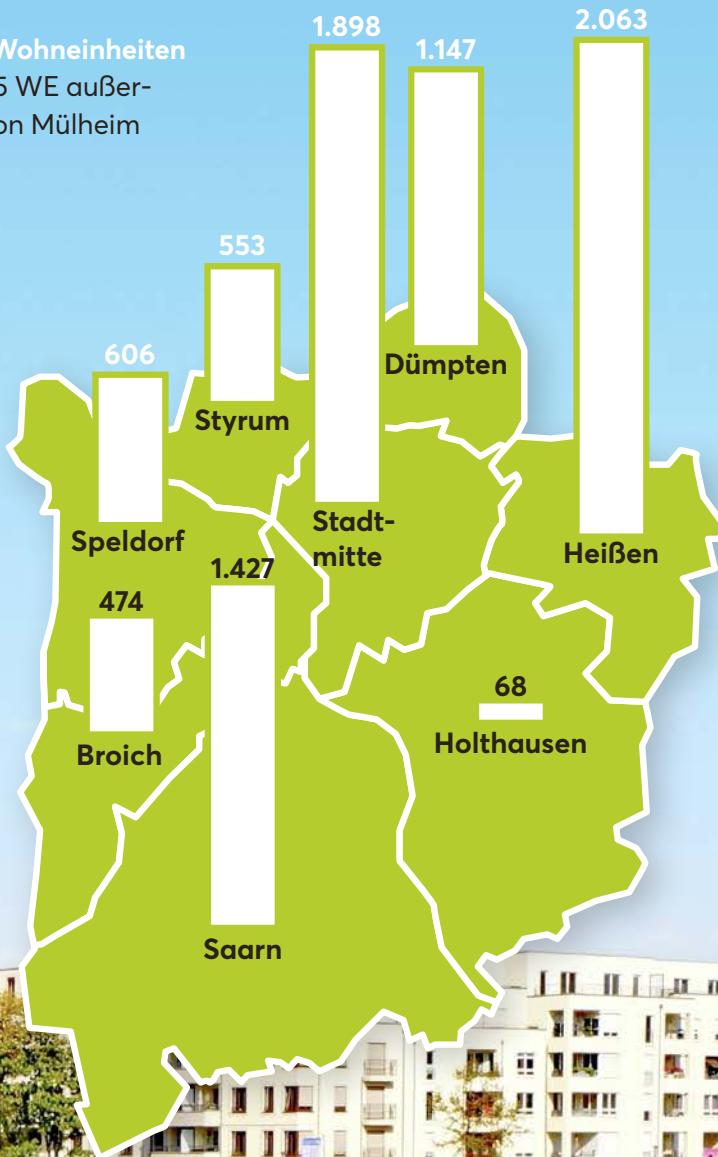 Wohneinheiten
5 WE außer-
on Mülheim
1.898
1.147
2.063
553
606
Dümpten
Styrum
Stadt-
mitte
Speldorf
Heißen
1.427
474
68
Broich
Holthausen
Saarn